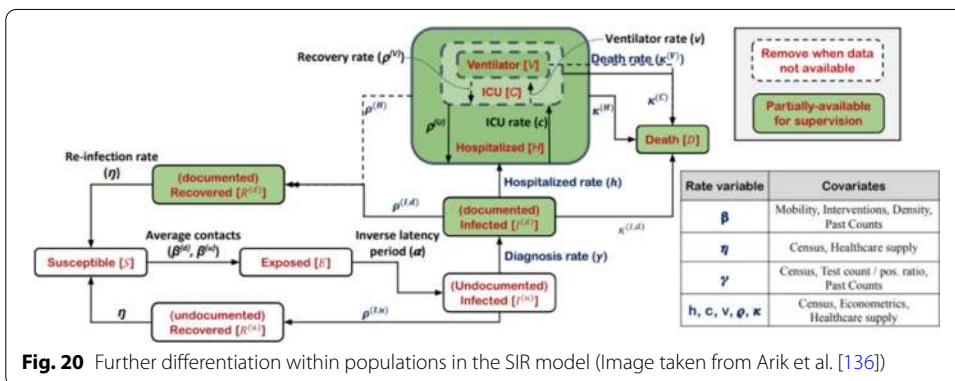 Ventilator rate (v)
Recovery rate (ρ^(V))
Ventilator [V]
Death rate (κ^(V))
ICU [C]
ρ^(H)
κ^(C)
κ^(H)
ρ^(U)
ICU rate (c)
Hospitalized [H]
Death [D]
Remove when data
not available
Partially-available
for supervision
Re-infection rate
(η)
(documented)
Recovered [R^(d)]
Hospitalized rate (h)
ρ^(I,d)
(documented)
Infected [I^(d)]
κ^(I,d)
Average contacts
(β^(d), β^(u))
Inverse latency
period (α)
Diagnosis rate (γ)
Susceptible [S]
Exposed [E]
(Undocumented)
Infected [I^(u)]
η
(undocumented)
Recovered [R^(u)]
ρ^(I,u)
Rate variable Covariates
β Mobility, Interventions, Density,
Past Counts
η Census, Healthcare supply
γ Census, Test count / pos. ratio,
Past Counts
h, c, v, ϱ, κ Census, Econometrics,
Healthcare supply
Fig. 20 Further differentiation within populations in the SIR model (Image taken from Arik et al. [136])